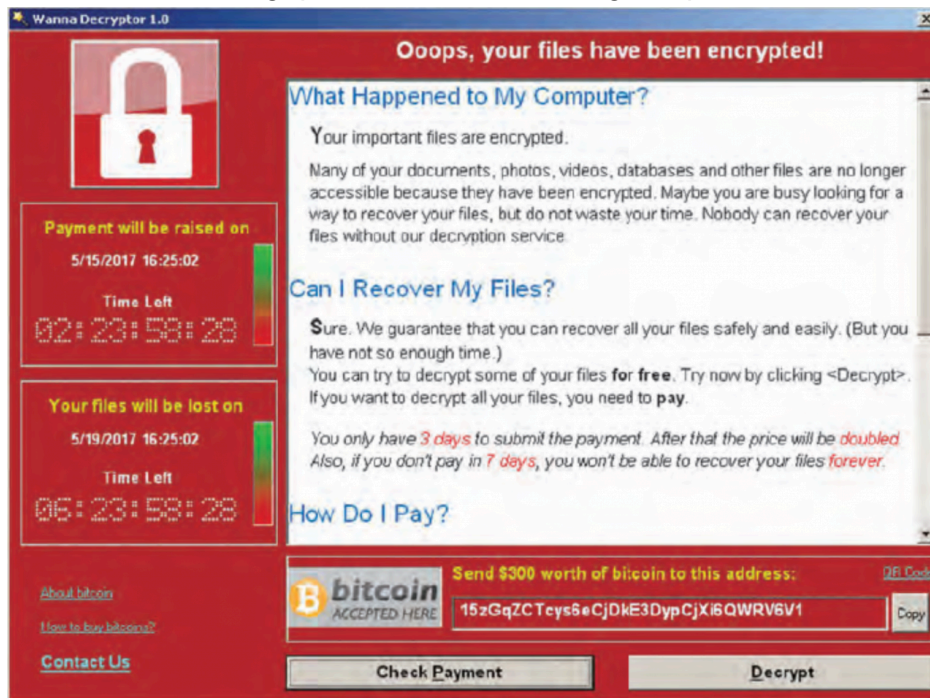 Wanna Decryptor 1.0
Ooops, your files have been encrypted!
Payment will be raised on
5/15/2017 16:25:02
Time Left
02:23:58:28
Your files will be lost on
5/19/2017 16:25:02
Time Left
06:23:58:28
About bitcoin
How to buy bitcoins?
Contact Us
What Happened to My Computer?
Your important files are encrypted.
Many of your documents, photos, videos, databases and other files are no longer
accessible because they have been encrypted. Maybe you are busy looking for a
way to recover your files, but do not waste your time. Nobody can recover your
files without our decryption service
Can I Recover My Files?
Sure. We guarantee that you can recover all your files safely and easily. (But you
have not so enough time.)
You can try to decrypt some of your files for free. Try now by clicking <Decrypt>.
If you want to decrypt all your files, you need to pay.
You only have 3 days to submit the payment. After that the price will be doubled
Also, if you don't pay in 7 days, you won't be able to recover your files forever.
How Do I Pay?
bitcoin
ACCEPTED HERE
Send $300 worth of bitcoin to this address:
QR Code
15zGqZCTcys6eCjDkE3DypCjXi6QWRV6V1
Copy
Check Payment
Decrypt